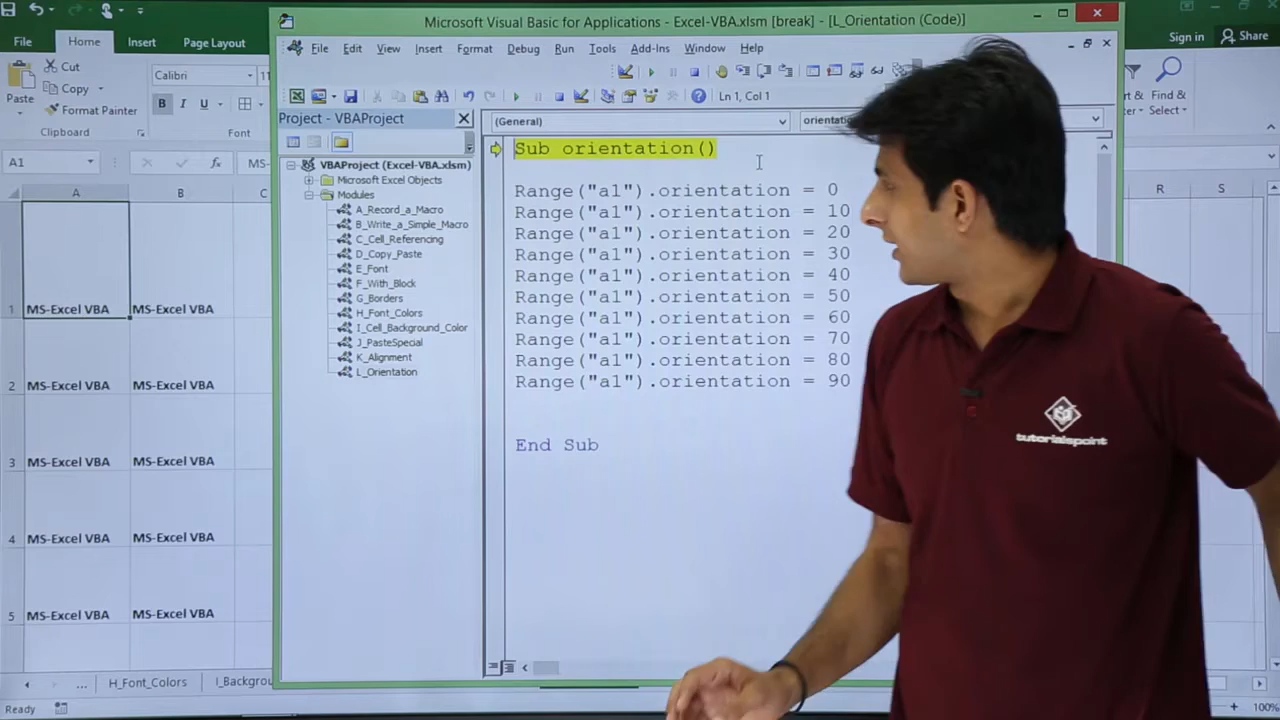 Microsoft Visual Basic for Applications - Excel-VBA.xlsm [break] - [L_Orientation (Code)]
File Home Insert Page Layout
Sign in Share
File Edit View Insert Format Debug Run Tools Add-Ins Window Help
Cut
Copy
Format Painter
Paste
Clipboard
Calibri
B I U
Font
Find &
Select
Ln 1, Col 1
A1
MS-
Project - VBAProject
(General)
VBAProject (Excel-VBA.xlsm)
Microsoft Excel Objects
Modules
A_Record_a_Macro
B_Write_a_Simple_Macro
C_Cell_Referencing
D_Copy_Paste
E_Font
F_With_Block
G_Borders
H_Font_Colors
I_Cell_Background_Color
J_PasteSpecial
K_Alignment
L_Orientation
Sub orientation()
Range("a1").orientation = 0
Range("a1").orientation = 10
Range("a1").orientation = 20
Range("a1").orientation = 30
Range("a1").orientation = 40
Range("a1").orientation = 50
Range("a1").orientation = 60
Range("a1").orientation = 70
Range("a1").orientation = 80
Range("a1").orientation = 90
End Sub
A B C R S
1 MS-Excel VBA MS-Excel VBA
2 MS-Excel VBA MS-Excel VBA
3 MS-Excel VBA MS-Excel VBA
4 MS-Excel VBA MS-Excel VBA
5 MS-Excel VBA MS-Excel VBA
tutorialspoint
... H_Font_Colors
Ready
100%